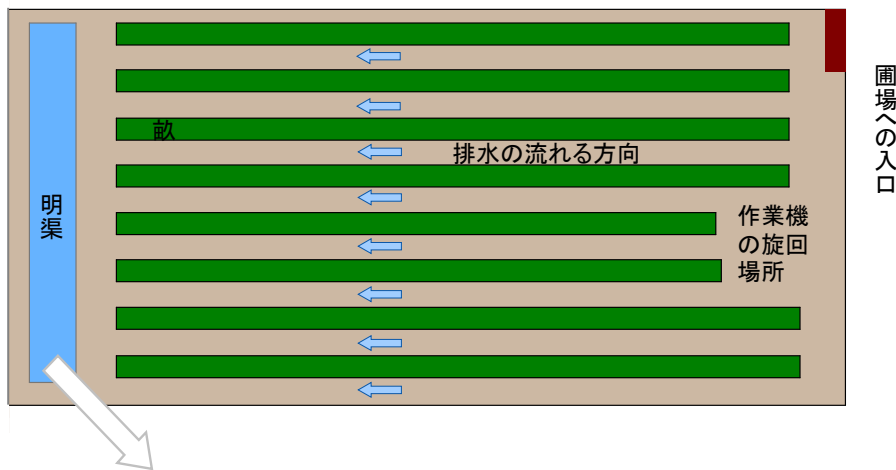 畝
排水の流れる方向
明渠
作業機
の旋回
場所
圃場への入口